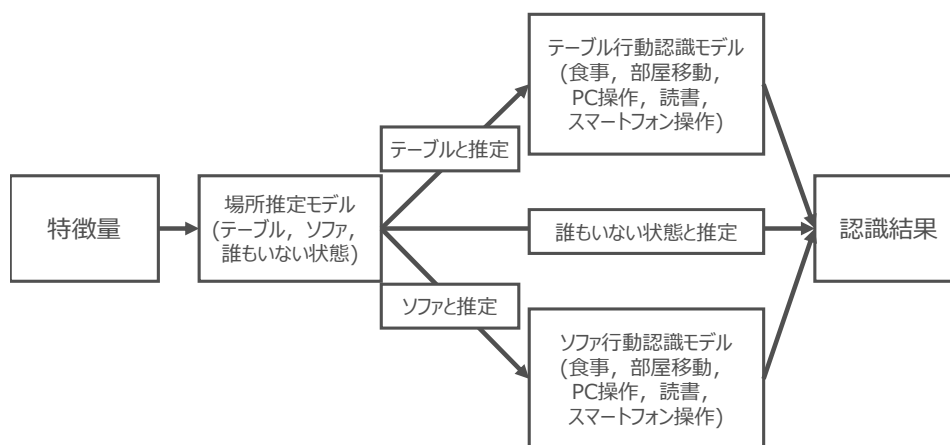 特徴量
場所推定モデル
(テーブル，ソファ，
誰もいない状態)
テーブルと推定
誰もいない状態と推定
ソファと推定
テーブル行動認識モデル
(食事，部屋移動，
PC操作，読書，
スマートフォン操作)
ソファ行動認識モデル
(食事，部屋移動，
PC操作，読書，
スマートフォン操作)
認識結果